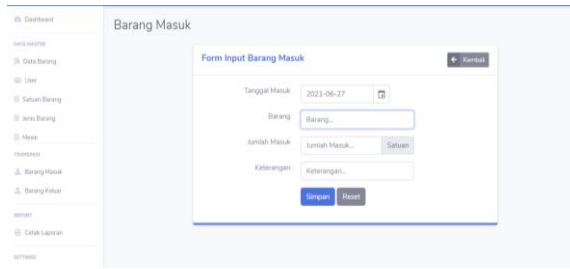 Dashboard
DATA MASTER
Data Barang
User
Satuan Barang
Jenis Barang
Mesin
TRANSAKSI
Barang Masuk
Barang Keluar
REPORT
Cetak Laporan
SETTINGS
Barang Masuk
Form Input Barang Masuk
Kembali
Tanggal Masuk
2021-06-27
Barang
Barang...
Jumlah Masuk
Jumlah Masuk...
Satuan
Keterangan
Keterangan...
Simpan
Reset